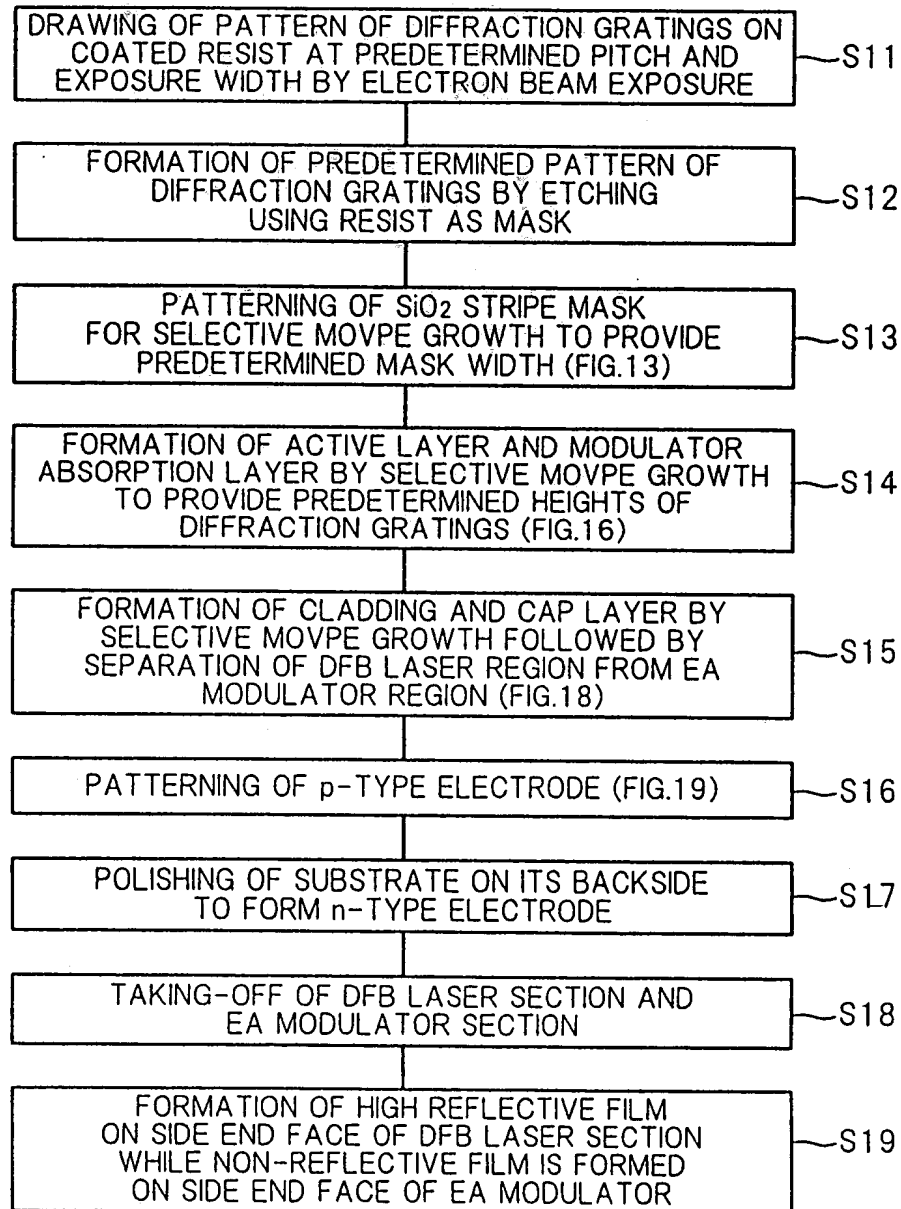 DRAWING OF PATTERN OF DIFFRACTION GRATINGS ON
COATED RESIST AT PREDETERMINED PITCH AND
EXPOSURE WIDTH BY ELECTRON BEAM EXPOSURE
S11
FORMATION OF PREDETERMINED PATTERN OF
DIFFRACTION GRATINGS BY ETCHING
USING RESIST AS MASK
S12
PATTERNING OF SiO2 STRIPE MASK
FOR SELECTIVE MOVPE GROWTH TO PROVIDE
PREDETERMINED MASK WIDTH (FIG.13)
S13
FORMATION OF ACTIVE LAYER AND MODULATOR
ABSORPTION LAYER BY SELECTIVE MOVPE GROWTH
TO PROVIDE PREDETERMINED HEIGHTS OF
DIFFRACTION GRATINGS (FIG.16)
S14
FORMATION OF CLADDING AND CAP LAYER BY
SELECTIVE MOVPE GROWTH FOLLOWED BY
SEPARATION OF DFB LASER REGION FROM EA
MODULATOR REGION (FIG.18)
S15
PATTERNING OF p-TYPE ELECTRODE (FIG.19)
S16
POLISHING OF SUBSTRATE ON ITS BACKSIDE
TO FORM n-TYPE ELECTRODE
S17
TAKING-OFF OF DFB LASER SECTION AND
EA MODULATOR SECTION
S18
FORMATION OF HIGH REFLECTIVE FILM
ON SIDE END FACE OF DFB LASER SECTION
WHILE NON-REFLECTIVE FILM IS FORMED
ON SIDE END FACE OF EA MODULATOR
S19